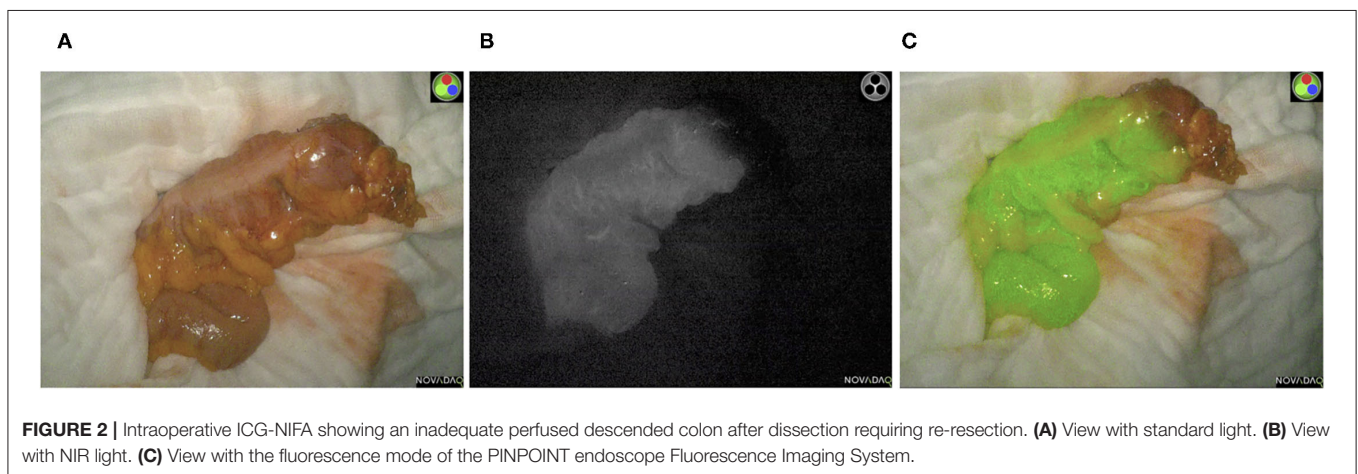 A
B
C
NOVADAQ
NOVADAQ
NOVADAQ
FIGURE 2 | Intraoperative ICG-NIFA showing an inadequate perfused descended colon after dissection requiring re-resection. (A) View with standard light. (B) View
with NIR light. (C) View with the fluorescence mode of the PINPOINT endoscope Fluorescence Imaging System.